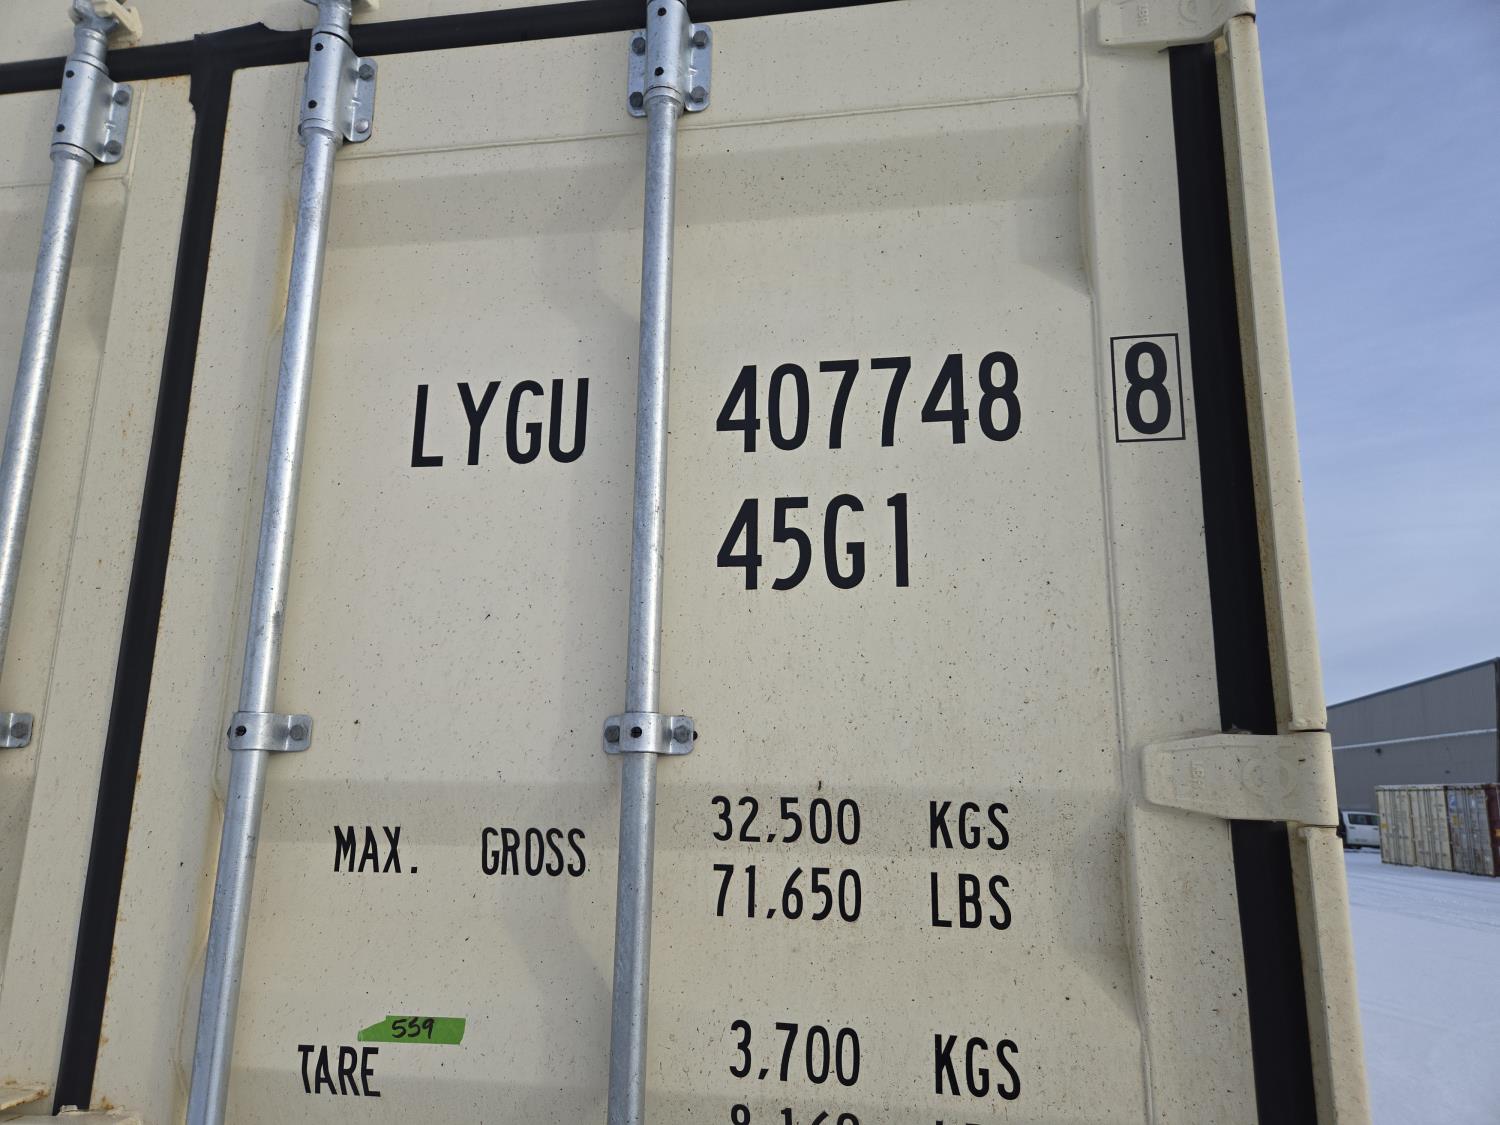 LYGU 407748 8
45G1
MAX. GROSS 32,500 KGS
71,650 LBS
559
TARE 3,700 KGS